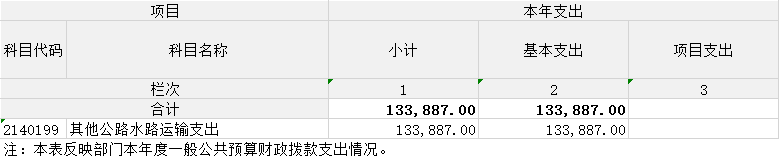 项目 本年支出
科目代码 科目名称 小计 基本支出 项目支出
栏次 1 2 3
合计 133,887.00 133,887.00
2140199 其他公路水路运输支出 133,887.00 133,887.00
注：本表反映部门本年度一般公共预算财政拨款支出情况。